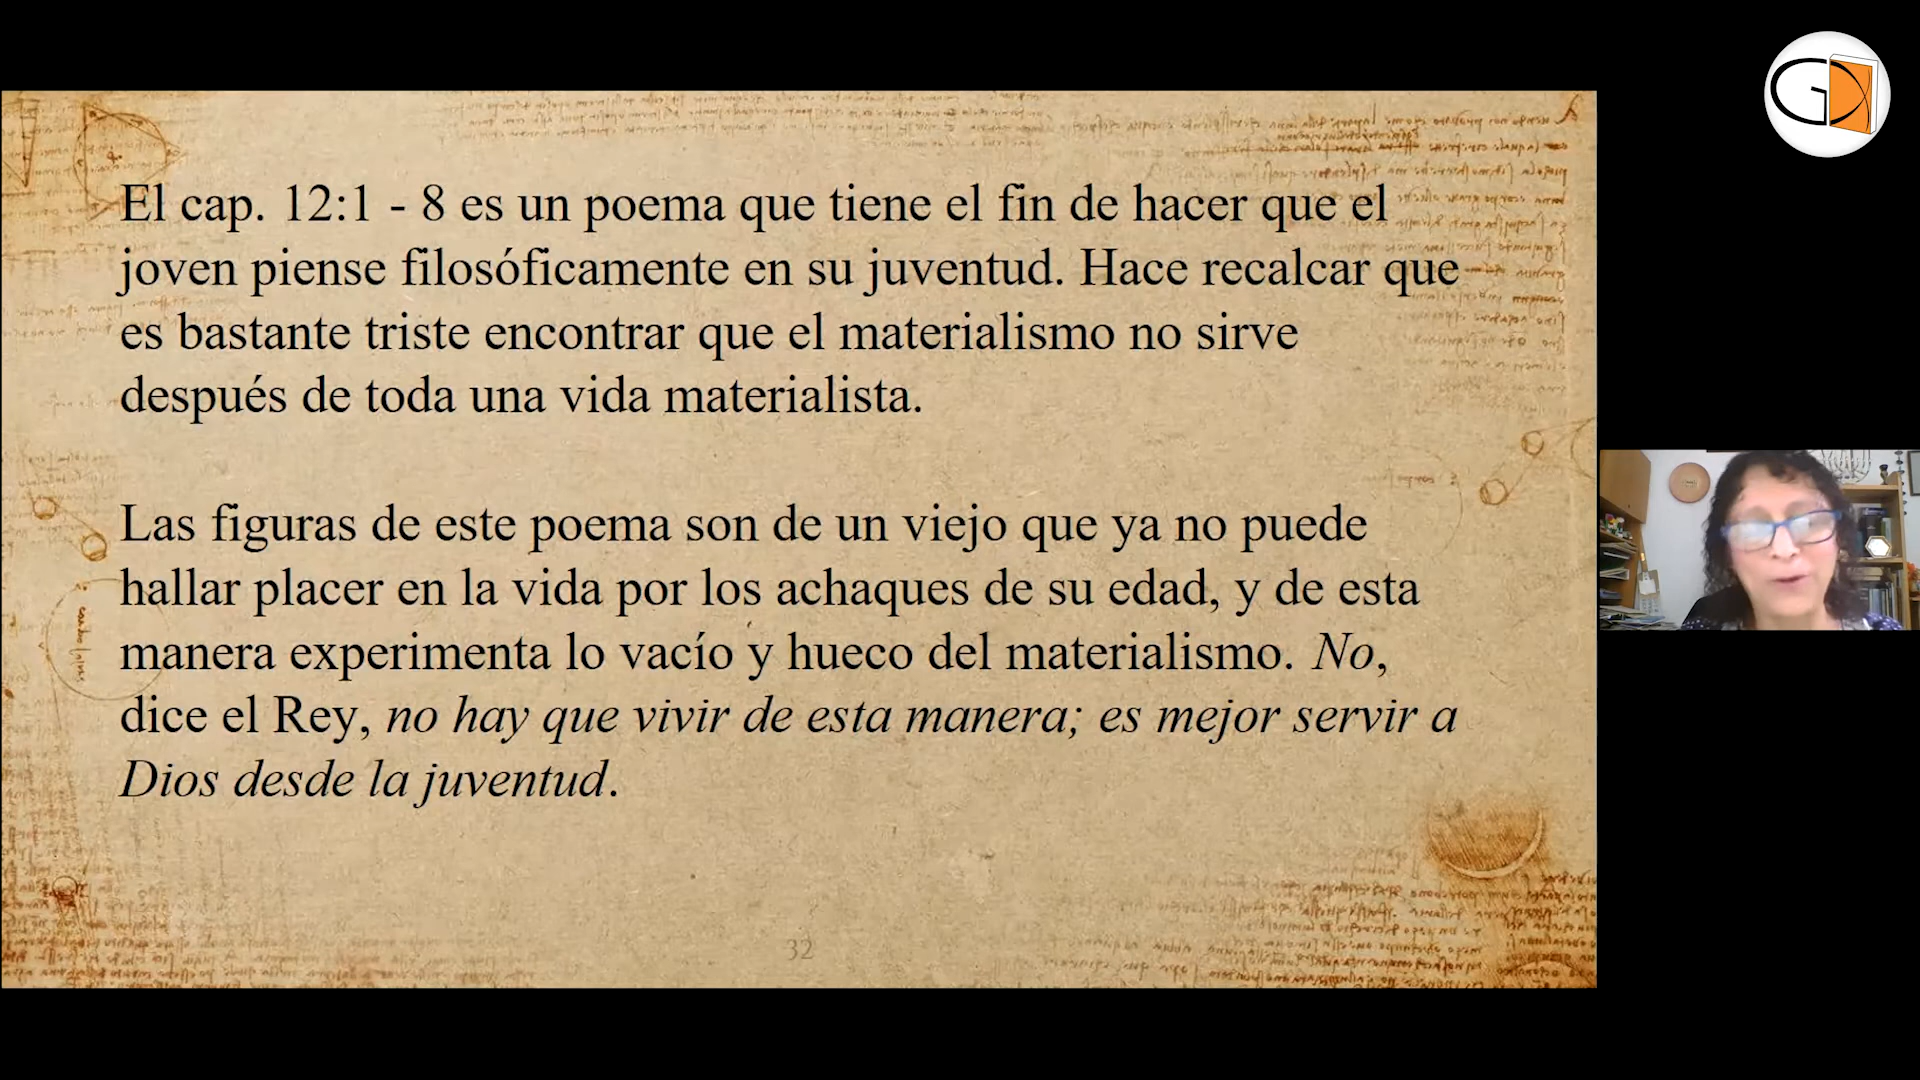 El cap. 12:1 - 8 es un poema que tiene el fin de hacer que el
joven piense filosóficamente en su juventud. Hace recalcar que
es bastante triste encontrar que el materialismo no sirve
después de toda una vida materialista.
Las figuras de este poema son de un viejo que ya no puede
hallar placer en la vida por los achaques de su edad, y de esta
manera experimenta lo vacío y hueco del materialismo. No,
dice el Rey, no hay que vivir de esta manera; es mejor servir a
Dios desde la juventud.
32